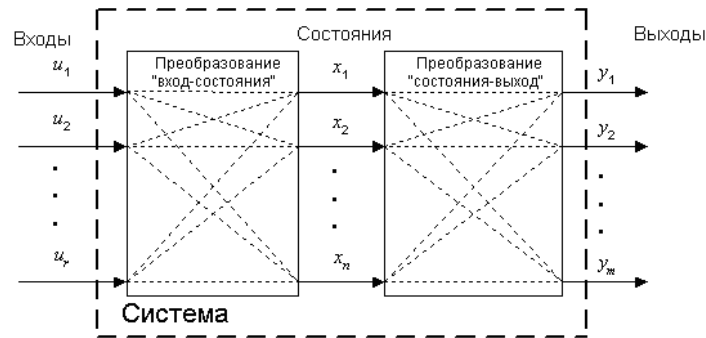 Входы
Состояния
Выходы
Преобразование
"вход-состояния"
Преобразование
"состояния-выход"
u1
x1
y1
u2
x2
y2
ur
xn
ym
Система